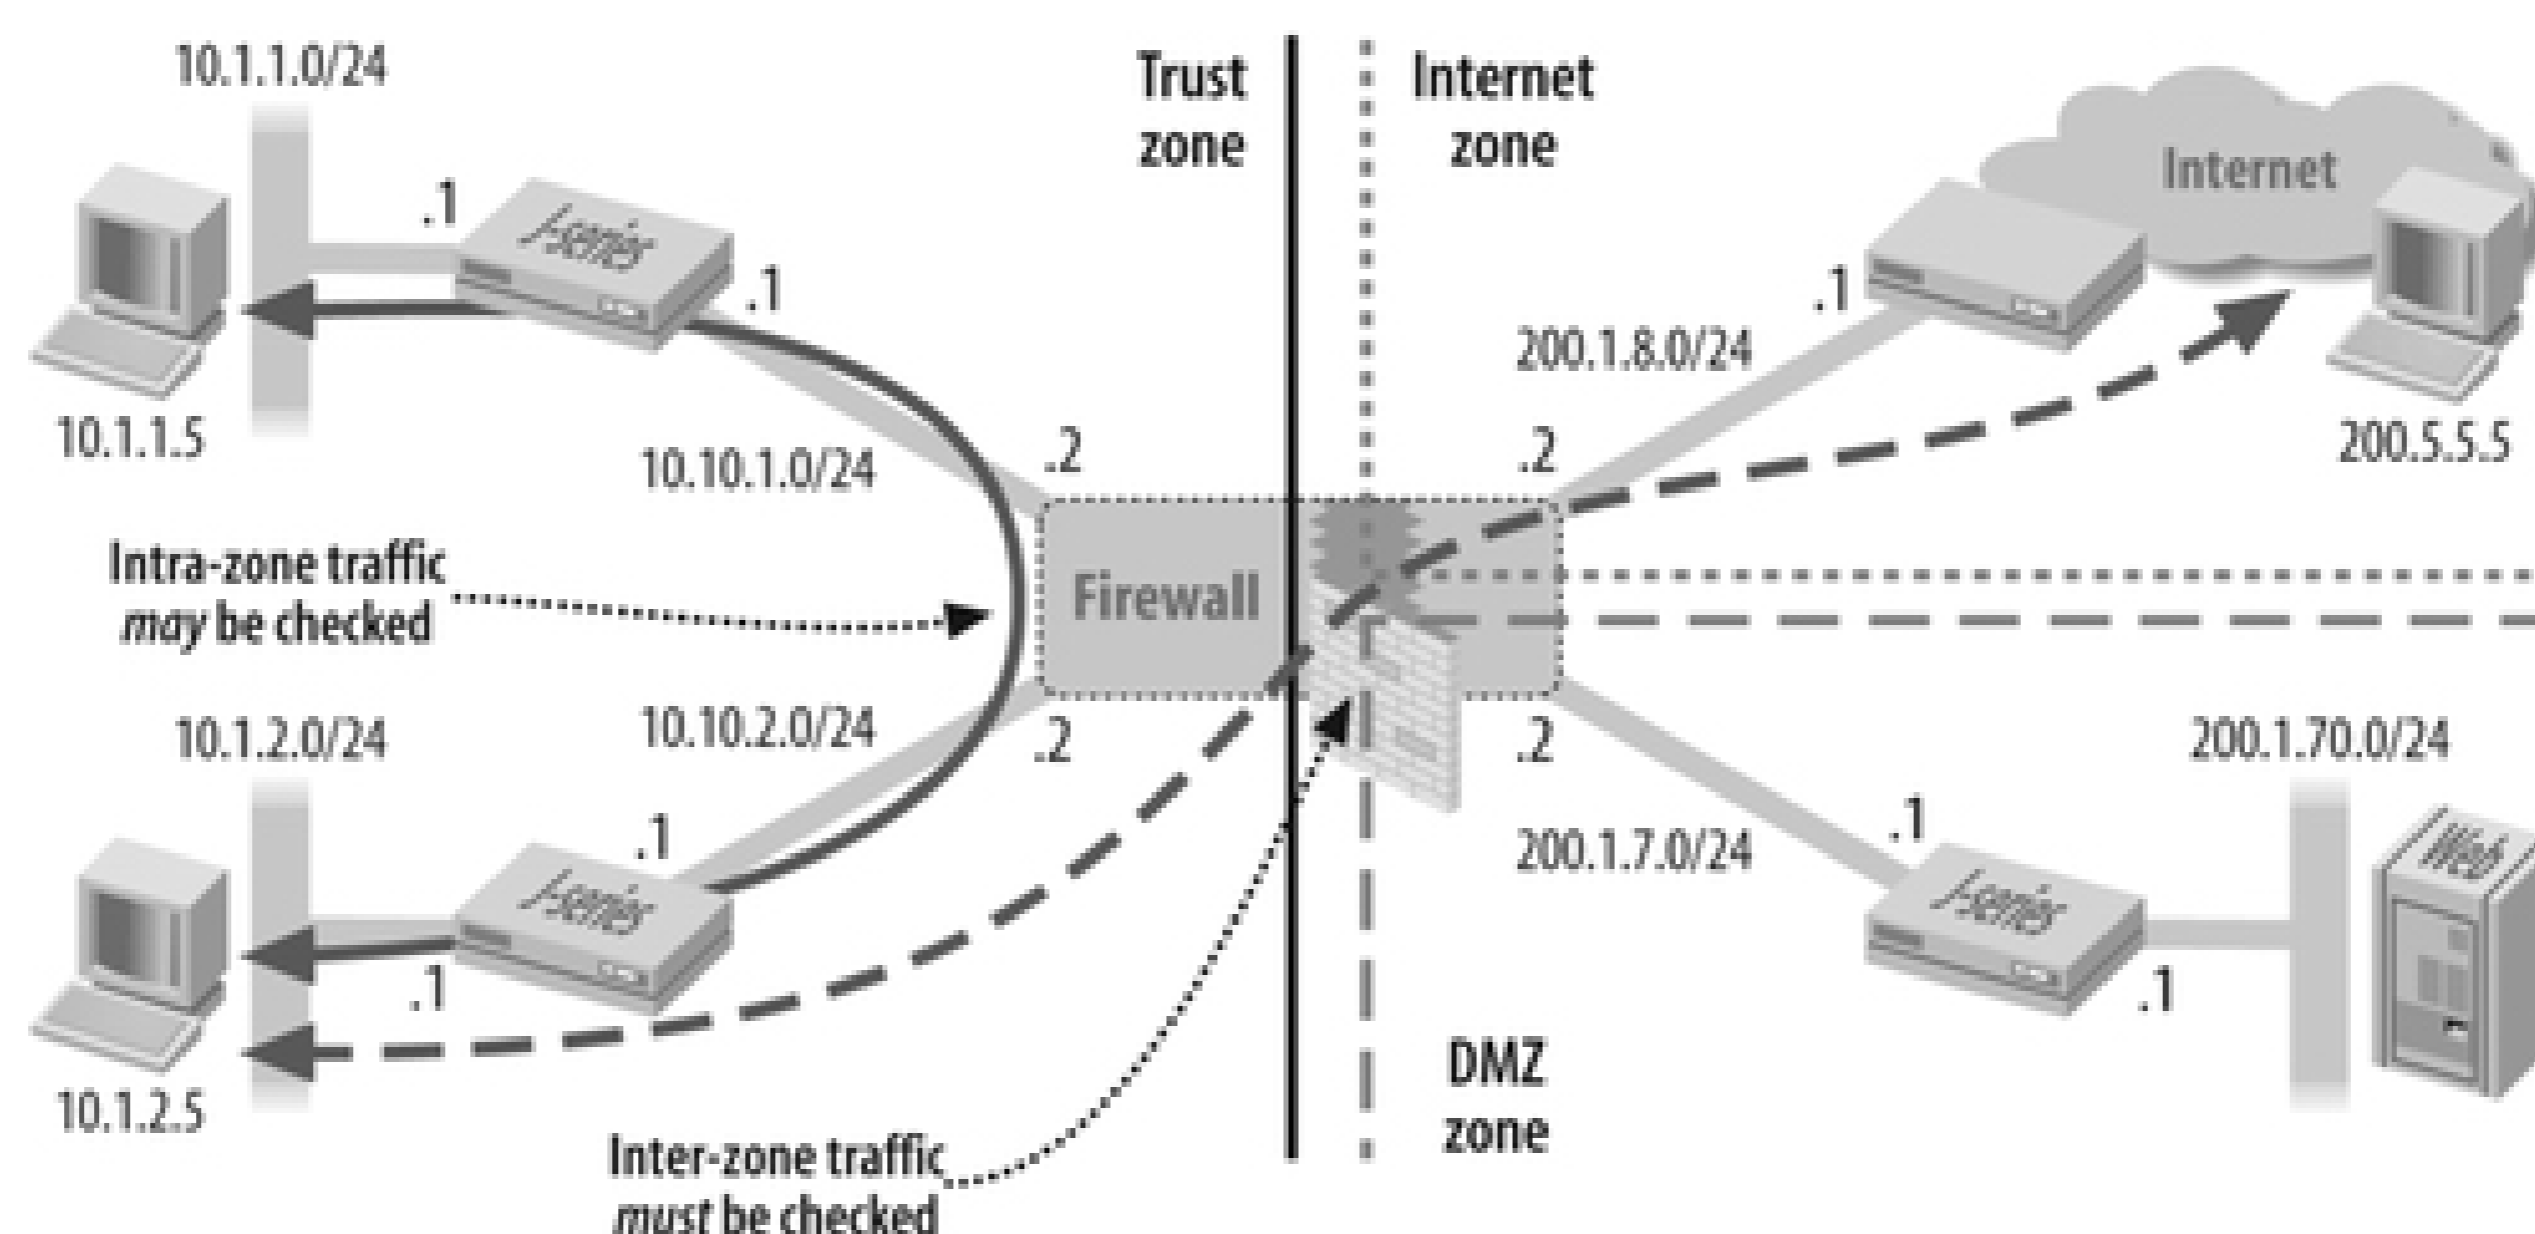 10.1.1.0/24
Trust
zone
Internet
zone
Internet
.1
J-series
.1
.1
200.1.8.0/24
10.1.1.5
10.10.1.0/24
.2
.2
200.5.5.5
Intra-zone traffic
may be checked
Firewall
10.1.2.0/24
10.10.2.0/24
.2
.2
200.1.70.0/24
.1
200.1.7.0/24
.1
Web
J-series
J-series
.1
.1
10.1.2.5
DMZ
zone
Inter-zone traffic
must be checked